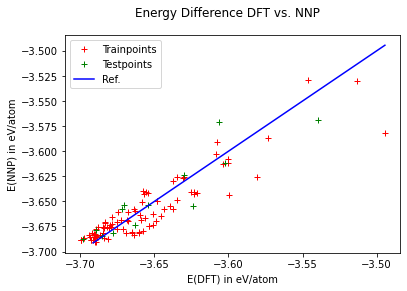 Energy Difference DFT vs. NNP
Trainpoints
Testpoints
Ref.
E(NNP) in eV/atom
−3.500
−3.525
−3.550
−3.575
−3.600
−3.625
−3.650
−3.675
−3.700
−3.70
−3.65
−3.60
−3.55
−3.50
E(DFT) in eV/atom